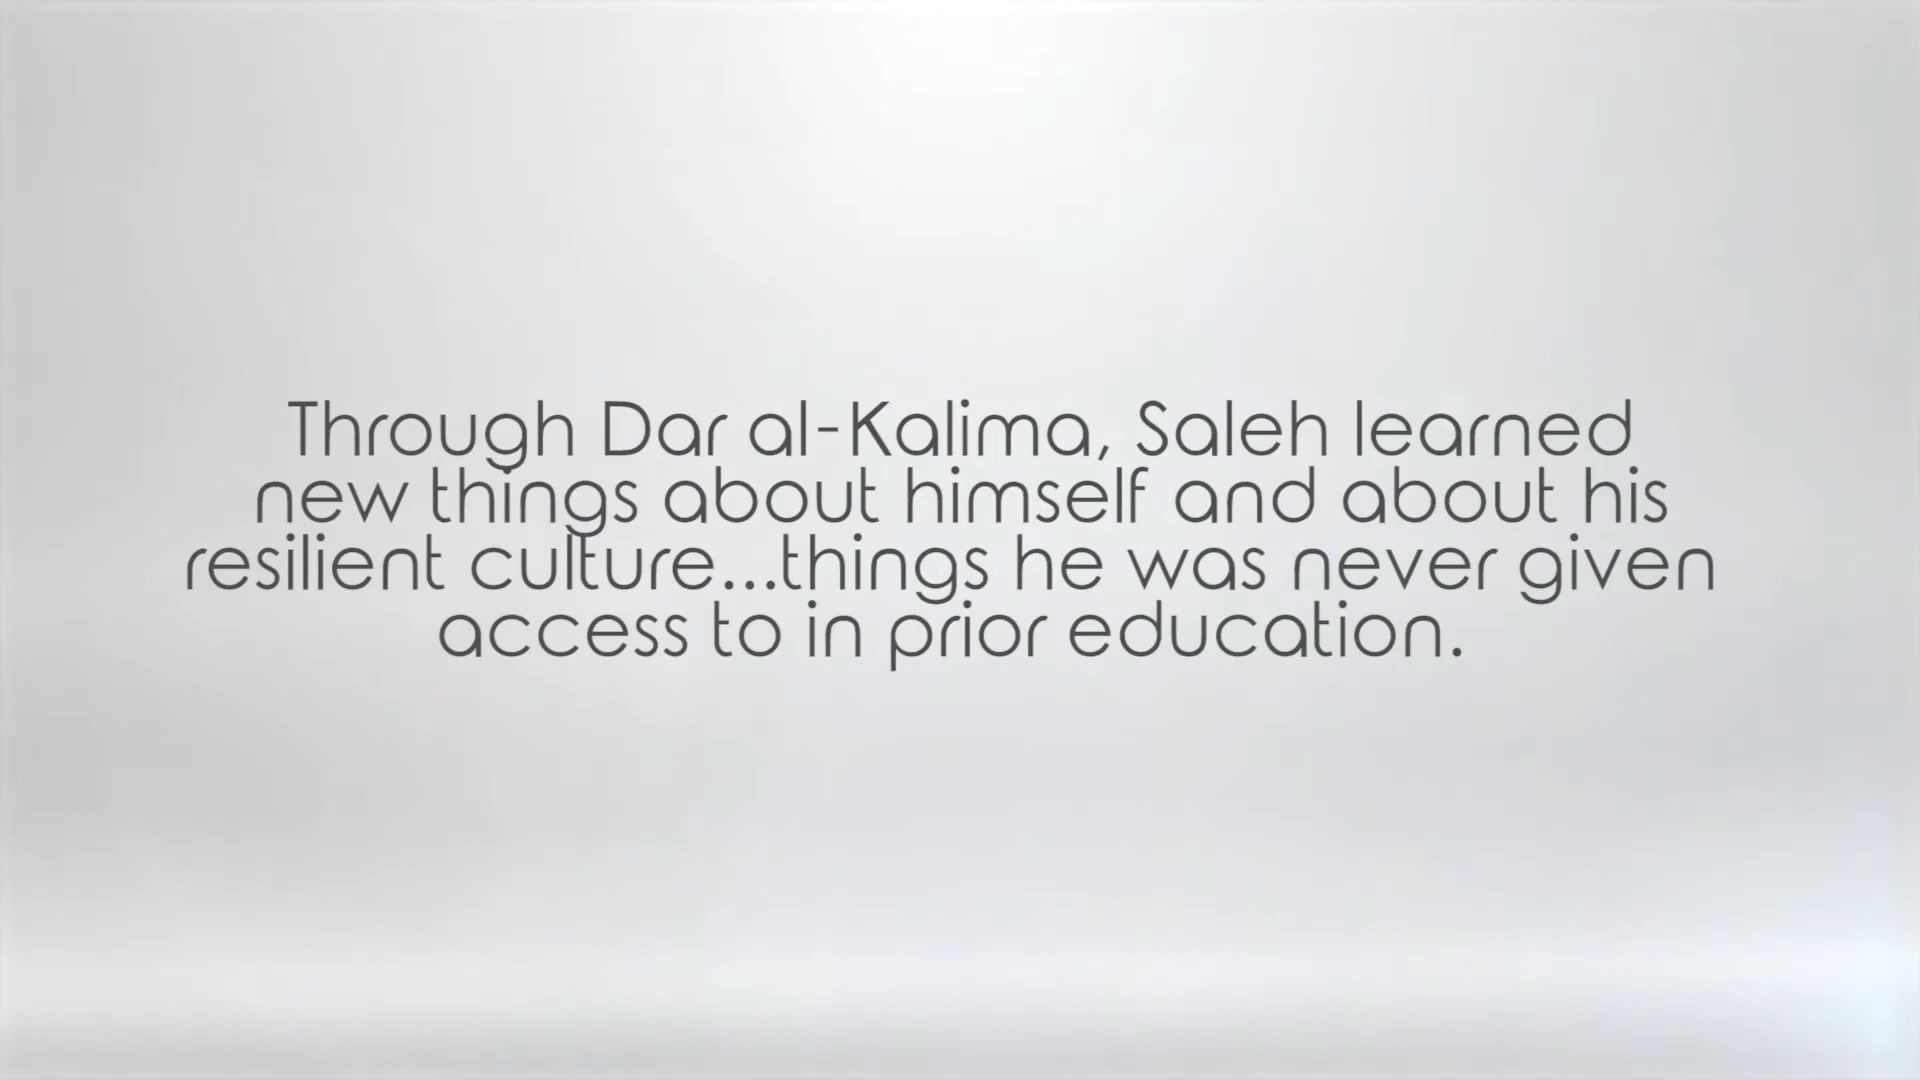 Through Dar al-Kalima, Saleh learned
new things about himself and about his
resilient culture...things he was never given
access to in prior education.